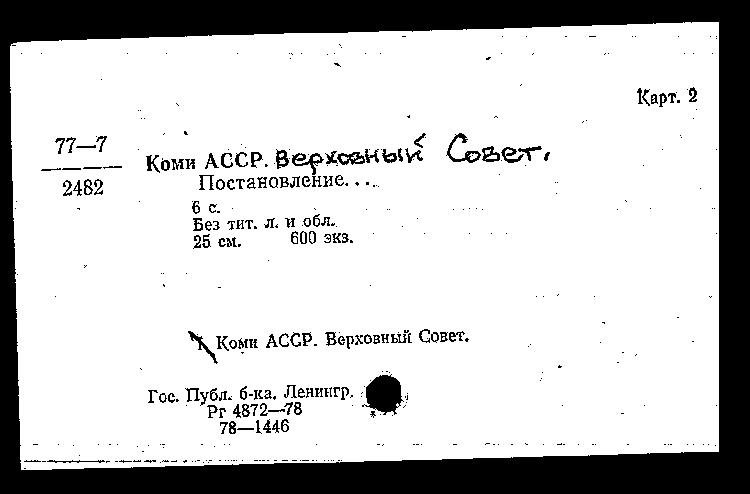 Карт. 2
77—7
2482
Коми АССР. Верховный Совет.
Постановление....
6 с.
Без тит. л. и обл.
25 см. 600 экз.
Коми АССР. Верховный Совет.
Гос. Публ. б-ка. Ленингр.
Рг 4872—78
78—1446